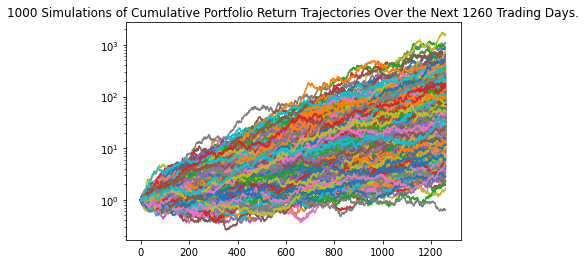 1000 Simulations of Cumulative Portfolio Return Trajectories Over the Next 1260 Trading Days.
10³
10²
10¹
10⁰
0 200 400 600 800 1000 1200